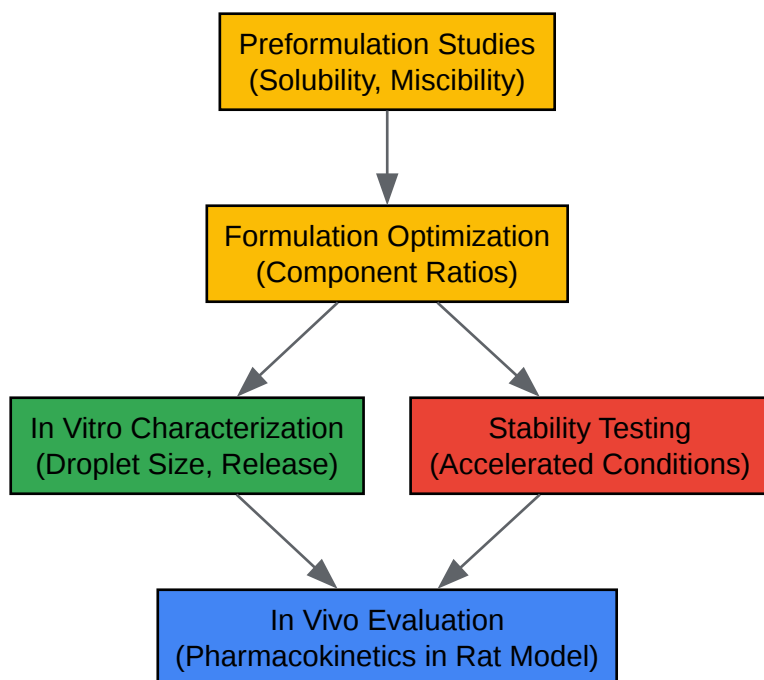 Preformulation Studies
(Solubility, Miscibility)
Formulation Optimization
(Component Ratios)
In Vitro Characterization
(Droplet Size, Release)
Stability Testing
(Accelerated Conditions)
In Vivo Evaluation
(Pharmacokinetics in Rat Model)